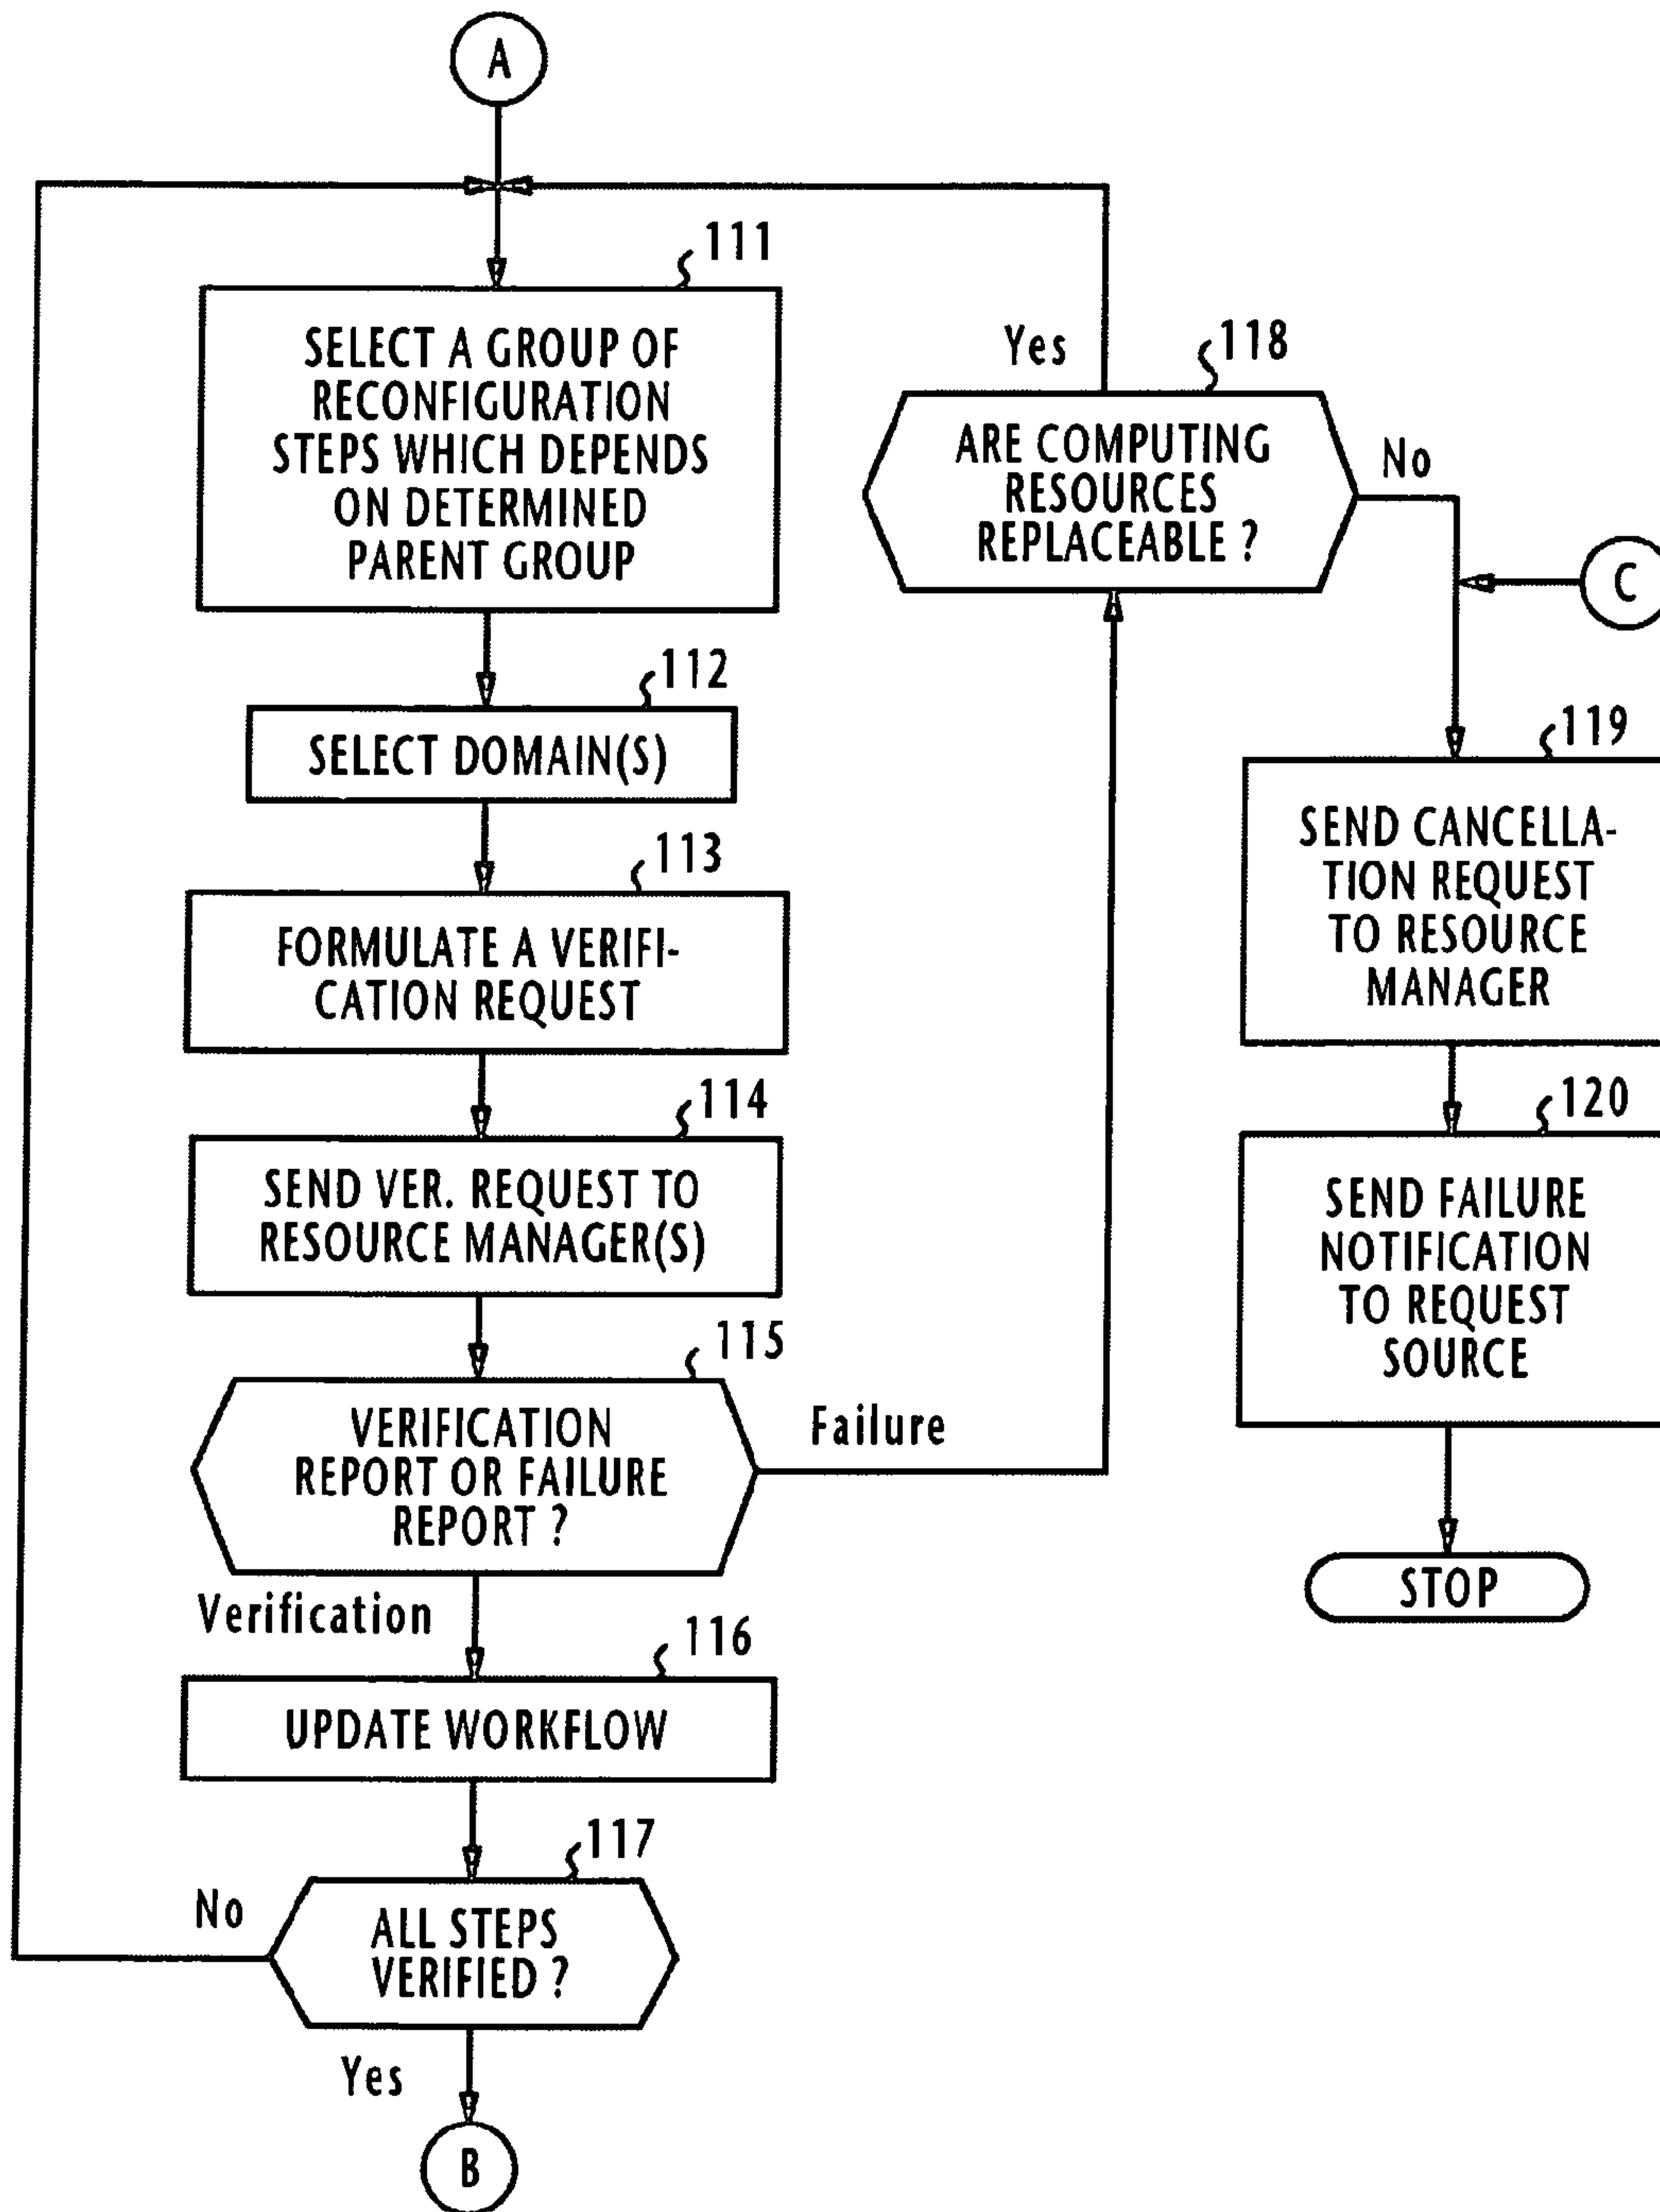 A
111
SELECT A GROUP OF
RECONFIGURATION
STEPS WHICH DEPENDS
ON DETERMINED
PARENT GROUP
112
SELECT DOMAIN(S)
113
FORMULATE A VERIFI-
CATION REQUEST
114
SEND VER. REQUEST TO
RESOURCE MANAGER(S)
115
VERIFICATION
REPORT OR FAILURE
REPORT ?
Failure
Verification
116
UPDATE WORKFLOW
117
No
ALL STEPS
VERIFIED ?
Yes
B
Yes
118
ARE COMPUTING
RESOURCES
REPLACEABLE ?
No
C
119
SEND CANCELLA-
TION REQUEST
TO RESOURCE
MANAGER
120
SEND FAILURE
NOTIFICATION
TO REQUEST
SOURCE
STOP